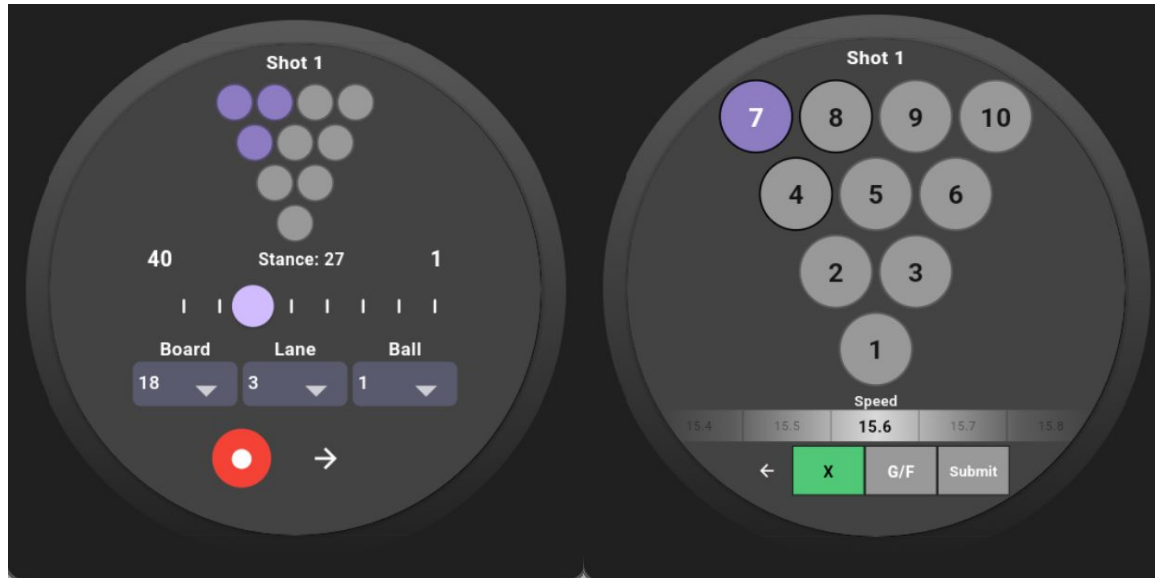 Shot 1
40 Stance: 27 1
Board Lane Ball
18 3 1
Shot 1
7 8 9 10
4 5 6
2 3
1
Speed
15.4 15.5 15.6 15.7 15.8
X G/F Submit